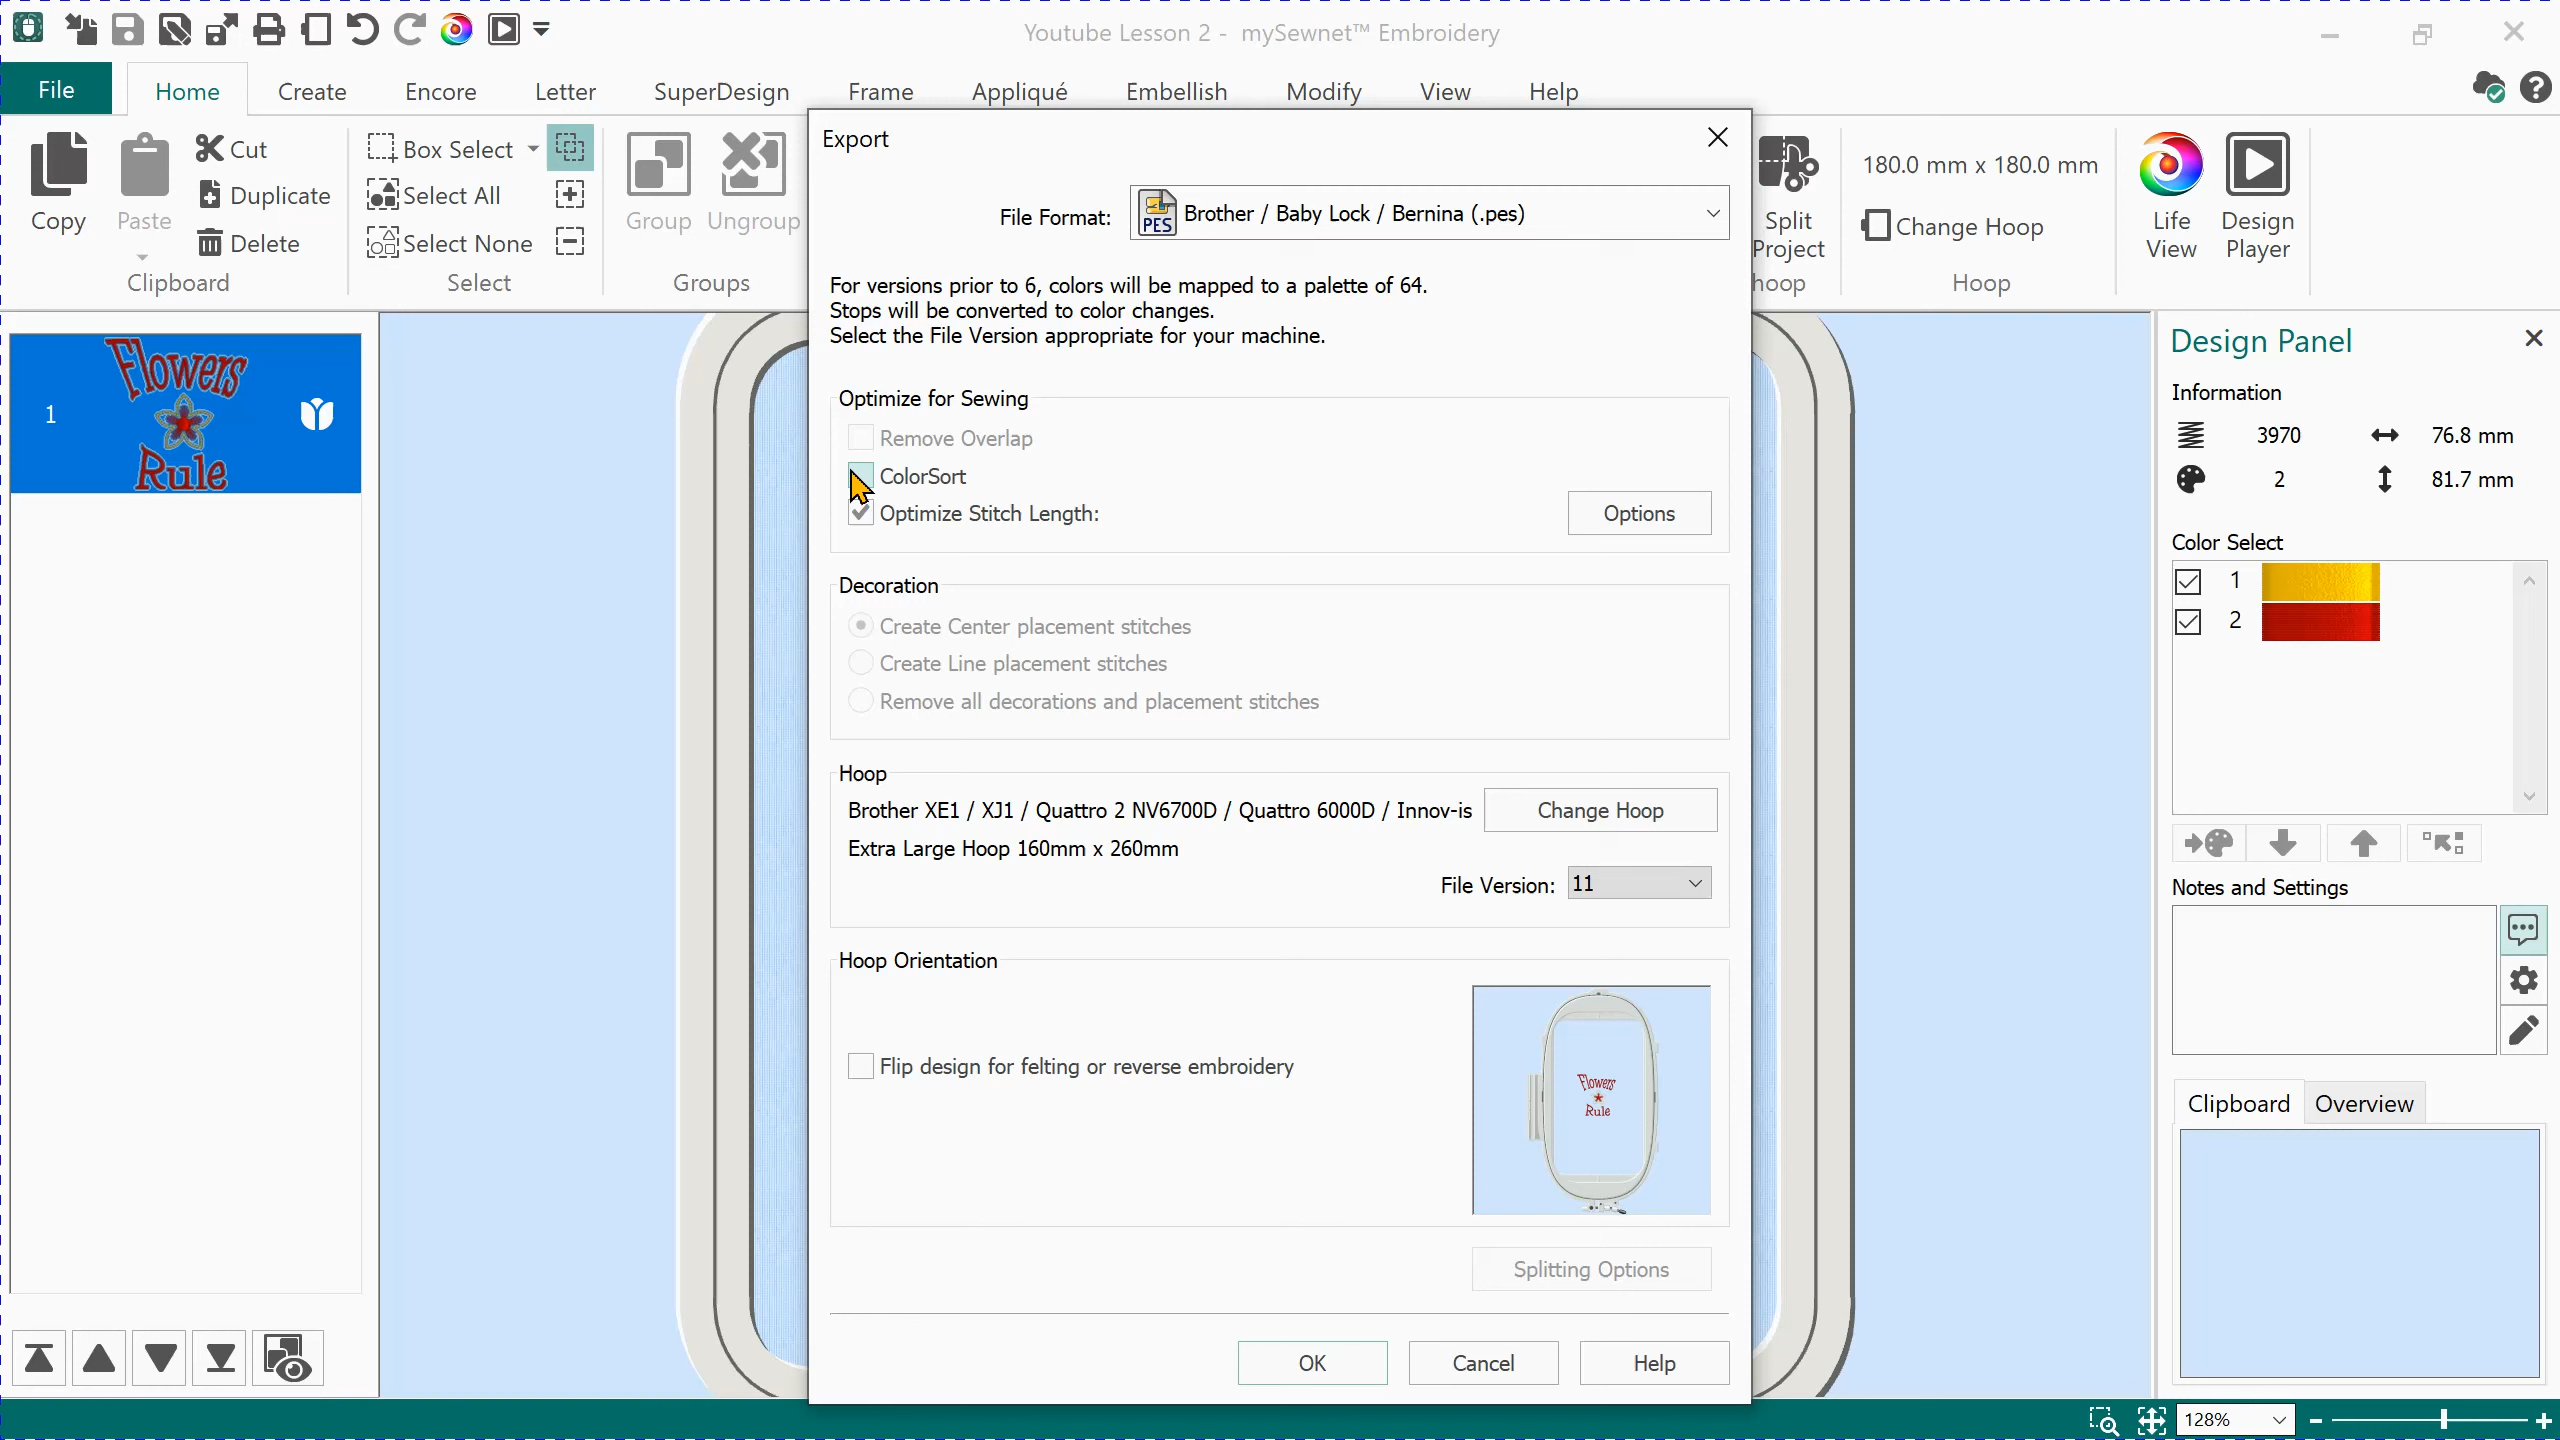 Youtube Lesson 2 - mySewnet™ Embroidery
File
Home
Create
Encore
Letter
SuperDesign
Frame
Appliqué
Embellish
Modify
View
Help
Copy
Paste
Cut
Duplicate
Delete
Clipboard
Box Select
Select All
Select None
Select
Group
Ungroup
Groups
Split
Project
hoop
180.0 mm x 180.0 mm
Change Hoop
Hoop
Life
View
Design
Player
1
Flowers
Rule
Export
File Format:
PES
Brother / Baby Lock / Bernina (.pes)
For versions prior to 6, colors will be mapped to a palette of 64.
Stops will be converted to color changes.
Select the File Version appropriate for your machine.
Optimize for Sewing
Remove Overlap
ColorSort
Optimize Stitch Length:
Options
Decoration
Create Center placement stitches
Create Line placement stitches
Remove all decorations and placement stitches
Hoop
Brother XE1 / XJ1 / Quattro 2 NV6700D / Quattro 6000D / Innov-is
Change Hoop
Extra Large Hoop 160mm x 260mm
File Version:
11
Hoop Orientation
Flip design for felting or reverse embroidery
Flowers
Rule
Splitting Options
OK
Cancel
Help
Design Panel
Information
3970
76.8 mm
2
81.7 mm
Color Select
1
2
Notes and Settings
Clipboard
Overview
128%